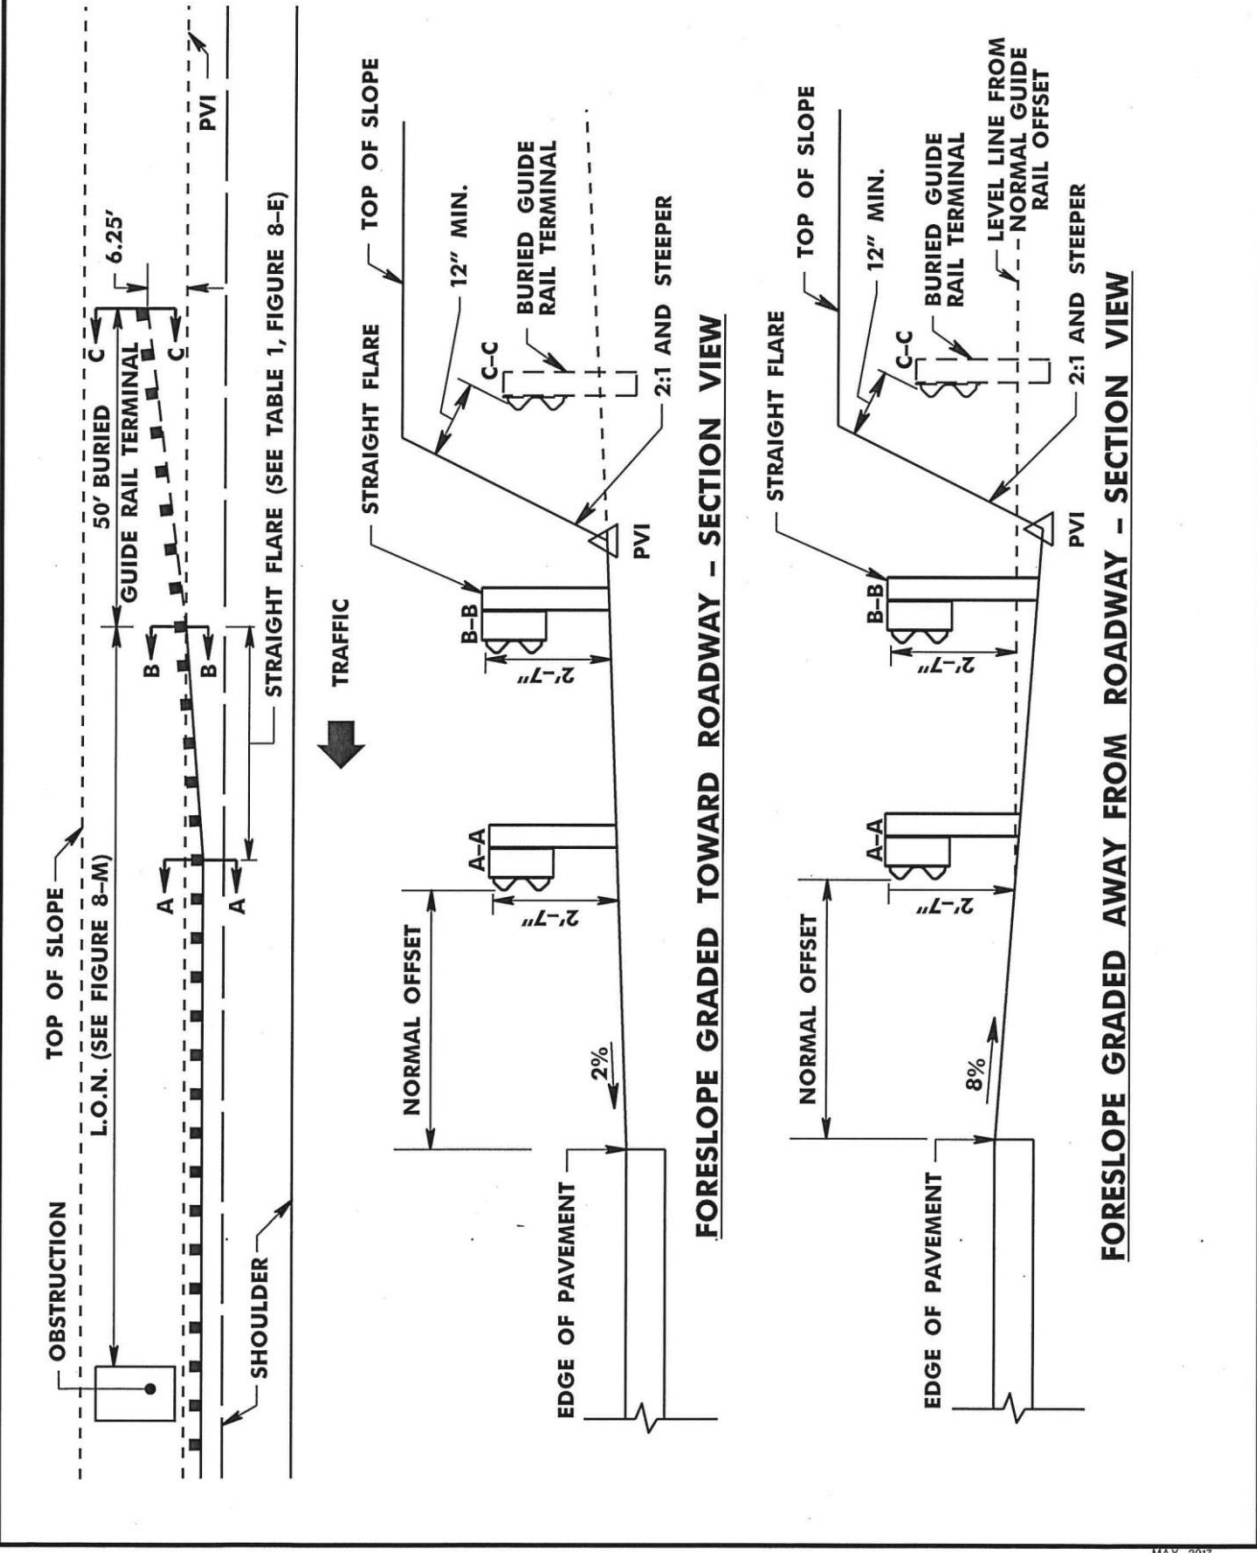 TOP OF SLOPE
OBSTRUCTION
L.O.N. (SEE FIGURE 8–M)
50' BURIED
GUIDE RAIL TERMINAL
6.25'
C
C
B
B
A
A
PVI
SHOULDER
STRAIGHT FLARE (SEE TABLE 1, FIGURE 8–E)
TRAFFIC
TOP OF SLOPE
STRAIGHT FLARE
12" MIN.
NORMAL OFFSET
A–A
B–B
C–C
BURIED GUIDE
RAIL TERMINAL
2'–7"
2'–7"
2%
EDGE OF PAVEMENT
PVI
2:1 AND STEEPER
FORESLOPE GRADED TOWARD ROADWAY – SECTION VIEW
TOP OF SLOPE
STRAIGHT FLARE
12" MIN.
NORMAL OFFSET
A–A
B–B
C–C
BURIED GUIDE
RAIL TERMINAL
2'–7"
2'–7"
LEVEL LINE FROM
NORMAL GUIDE
RAIL OFFSET
8%
EDGE OF PAVEMENT
PVI
2:1 AND STEEPER
FORESLOPE GRADED AWAY FROM ROADWAY – SECTION VIEW